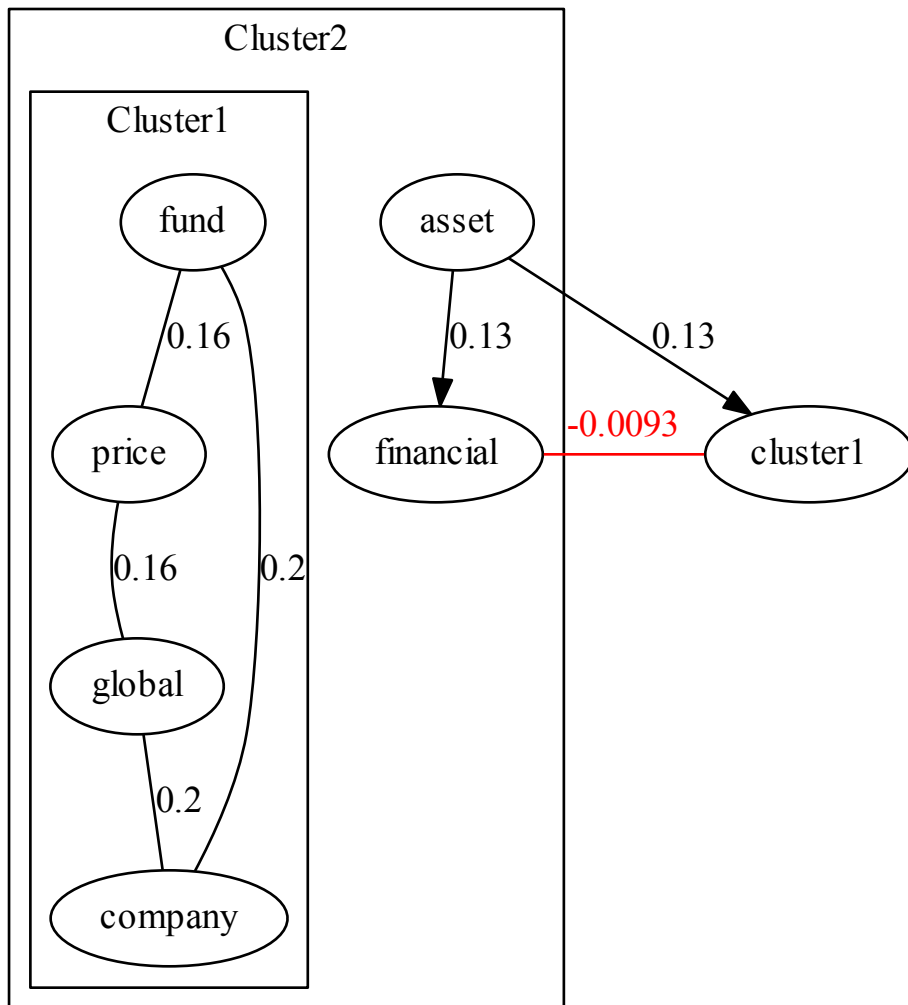 Cluster2
Cluster1
fund
asset
0.16
0.13
0.13
price
financial
-0.0093
cluster1
0.16
0.2
global
0.2
company